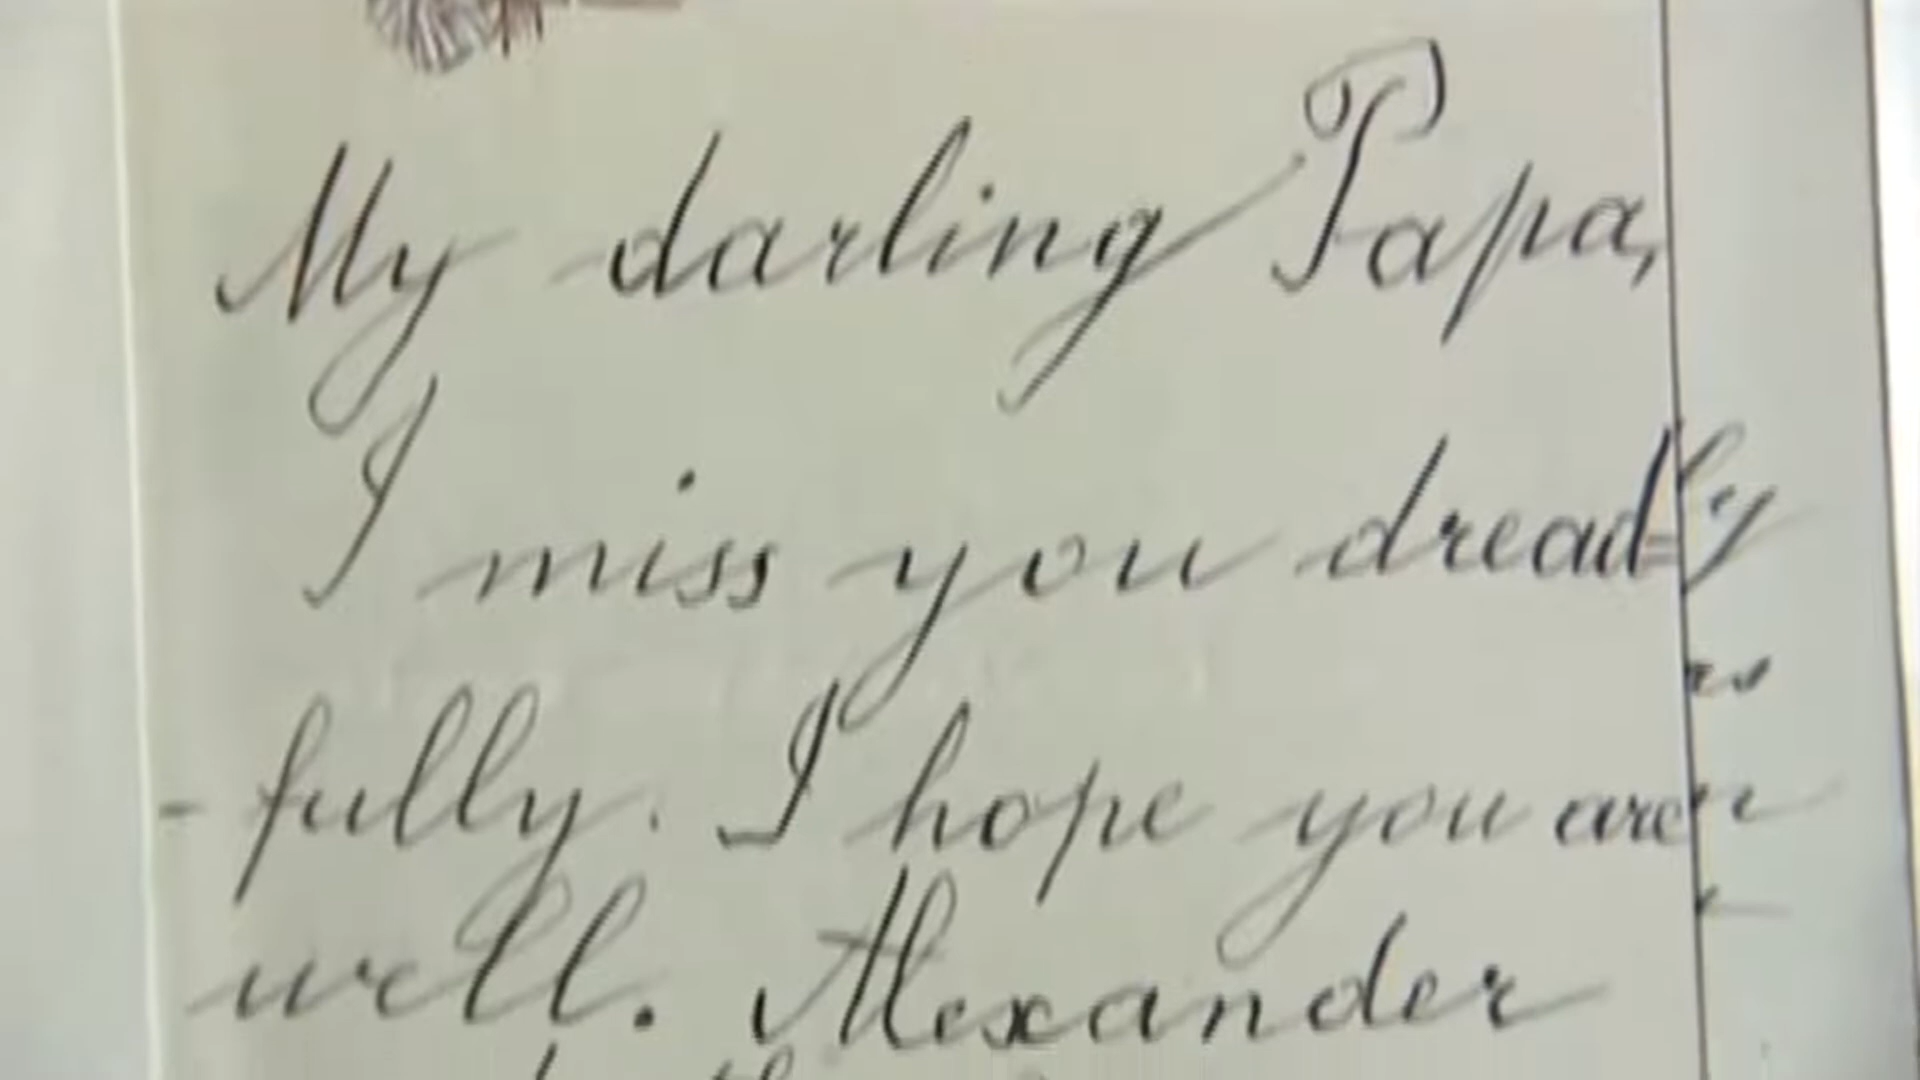 My darling Papa,
I miss you dread
-fully. I hope you are
well. Alexander